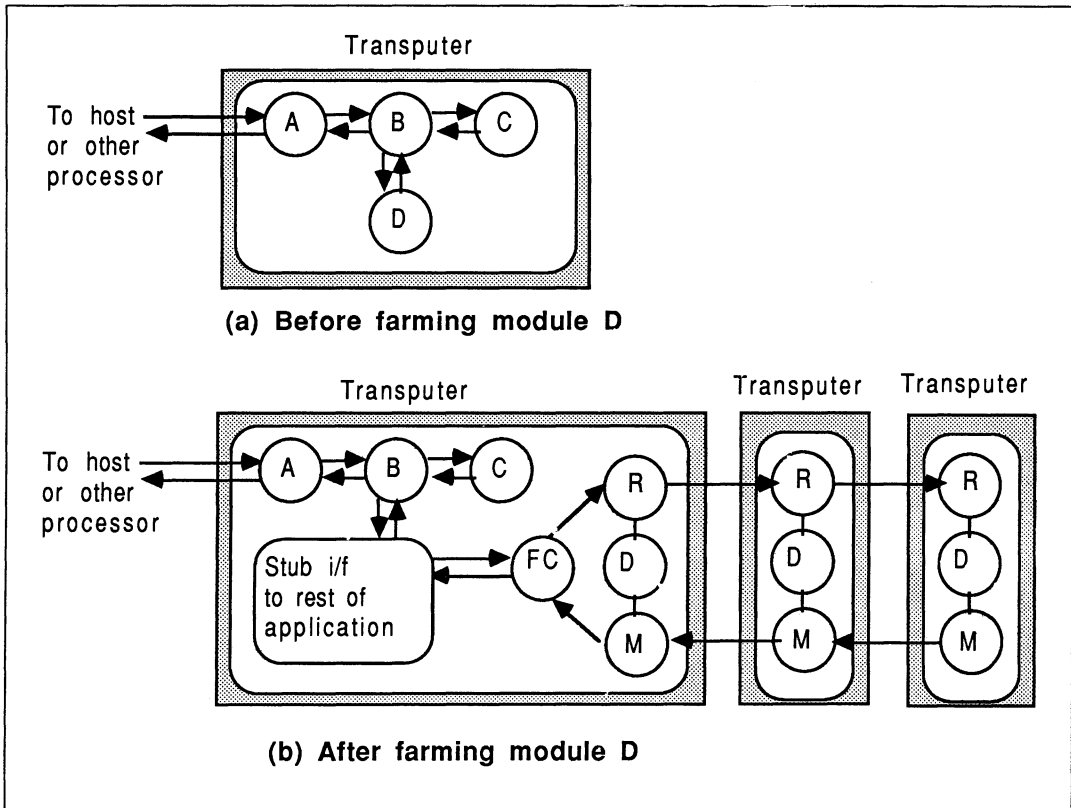 Transputer
To host
or other
processor
A
B
C
D
(a) Before farming module D
Transputer
Transputer
Transputer
To host
or other
processor
A
B
C
R
R
R
Stub i/f
to rest of
application
FC
D
D
D
M
M
M
(b) After farming module D